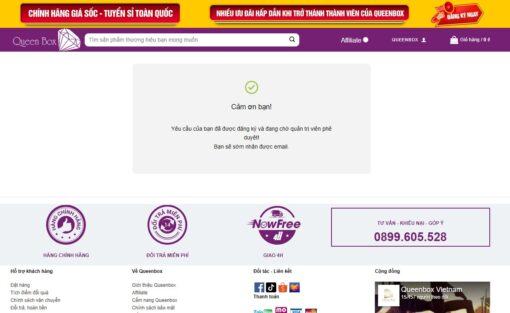 CHÍNH HÃNG GIÁ SỐC - TUYỂN SỈ TOÀN QUỐC
NHIỀU ƯU ĐÃI HẤP DẪN KHI TRỞ THÀNH THÀNH VIÊN CỦA QUEENBOX
ĐĂNG KÝ NGAY
Queen Box
Tìm sản phẩm thương hiệu bạn mong muốn
Affiliate
QUEENBOX
Giỏ hàng / 0 đ
Cảm ơn bạn!
Yêu cầu của bạn đã được đăng ký và đang chờ quản trị viên phê
duyệt!
Bạn sẽ sớm nhận được email.
HÀNG CHÍNH HÃNG
ĐỔI TRẢ MIỄN PHÍ
NowFree
TƯ VẤN - KHIẾU NẠI - GÓP Ý
0899.605.528
HÀNG CHÍNH HÃNG
ĐỔI TRẢ MIỄN PHÍ
GIAO 4H
Hỗ trợ khách hàng
Về Queenbox
Đối tác - Liên kết
Cộng đồng
Đặt hàng
Tích điểm đổi quà
Chính sách vận chuyển
Đổi trả, hoàn tiền
Giới thiệu Queenbox
Affiliate
Cẩm nang Queenbox
Chính sách bảo mật
Thanh toán
Queenbox Vietnam
người theo dõi